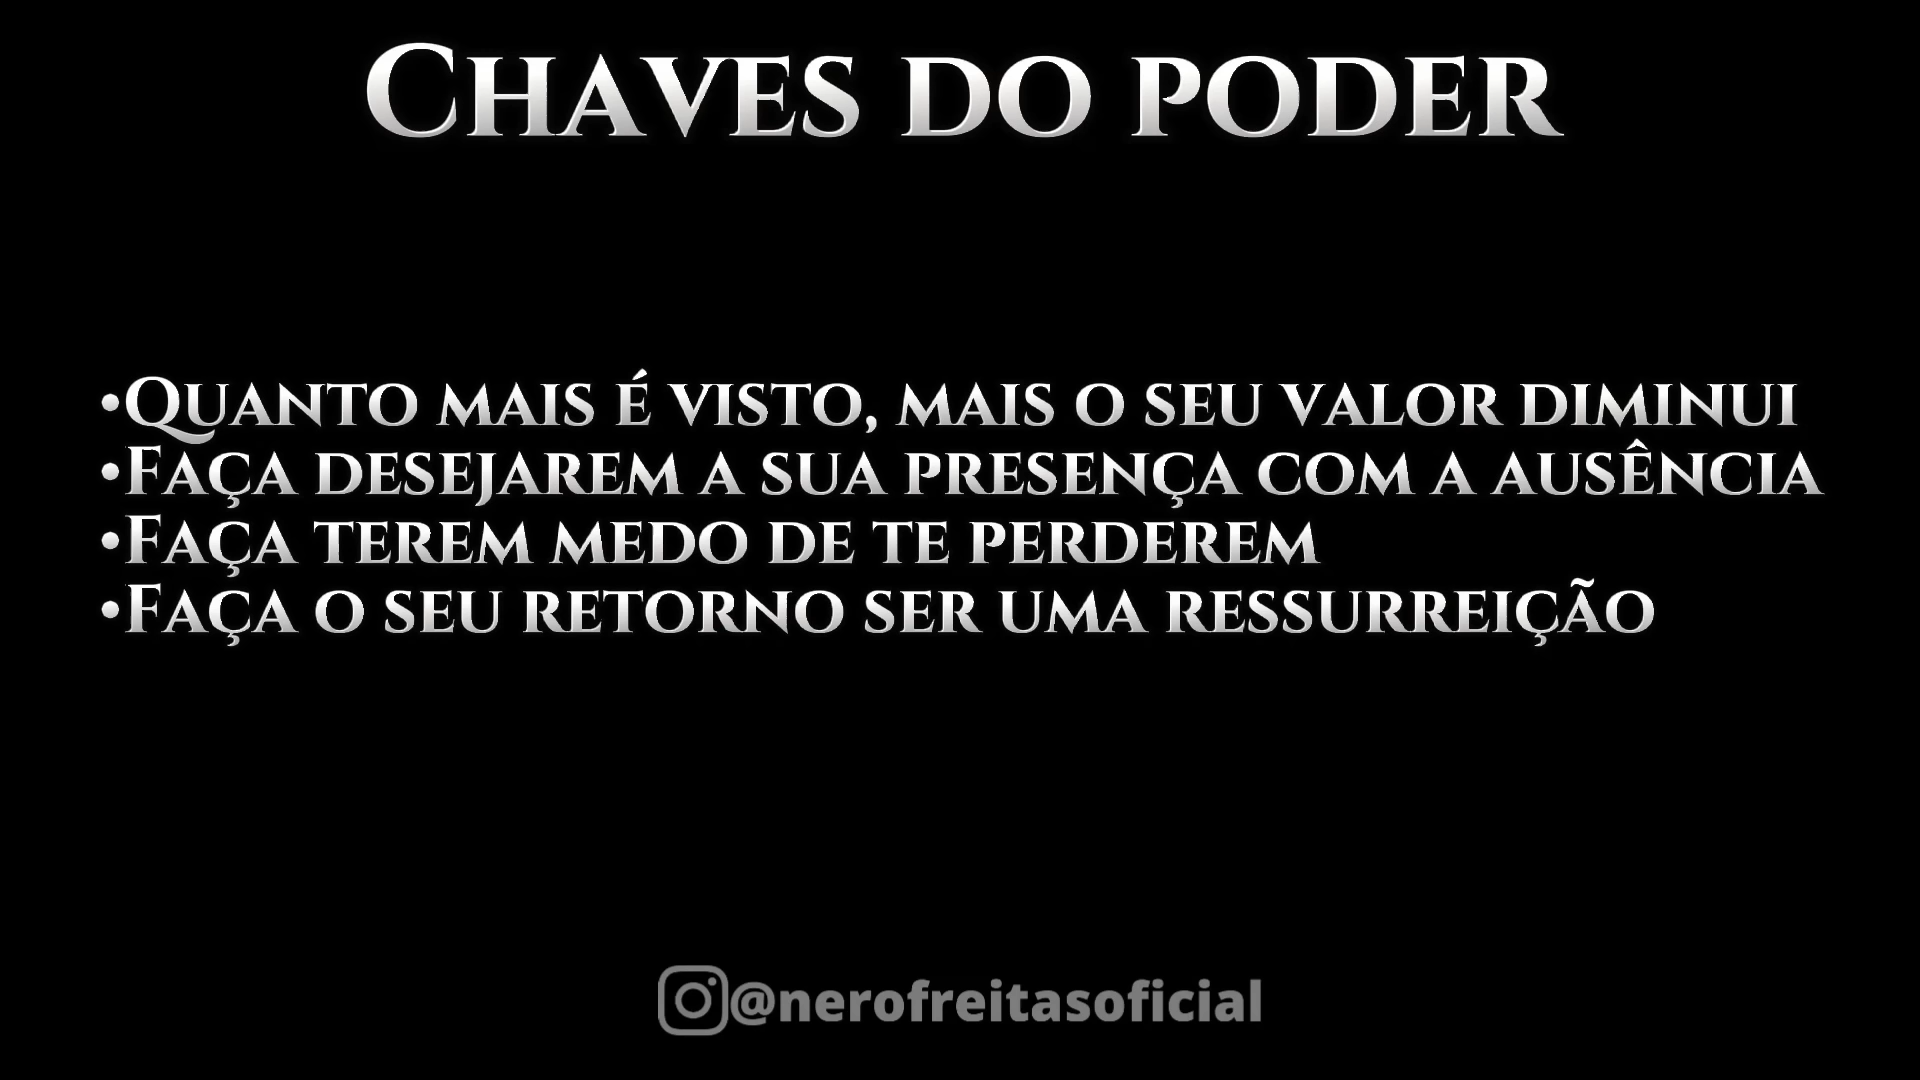 Chaves do poder
•Quanto mais é visto, mais o seu valor diminui
•Faça desejarem a sua presença com a ausência
•Faça terem medo de te perderem
•Faça o seu retorno ser uma ressurreição
@nerofreitasoficial